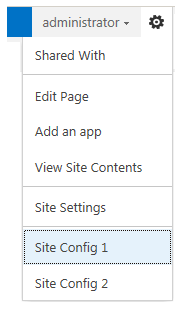 administrator
Shared With
Edit Page
Add an app
View Site Contents
Site Settings
Site Config 1
Site Config 2